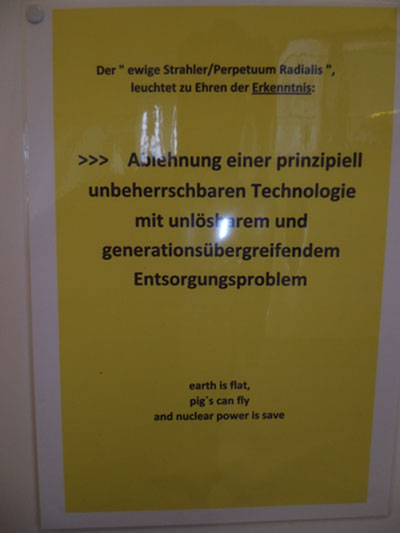 Der " ewige Strahler/Perpetuum Radialis ",
leuchtet zu Ehren der Erkenntnis:
>>> Ablehnung einer prinzipiell
unbeherrschbaren Technologie
mit unlösbarem und
generationsübergreifendem
Entsorgungsproblem
earth is flat,
pig´s can fly
and nuclear power is save